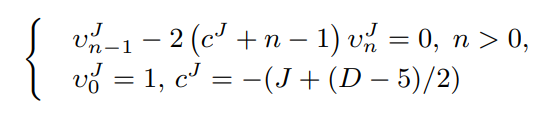 υ^J_{n−1} − 2 (c^J + n − 1) υ^J_n = 0, n > 0,
υ^J_0 = 1, c^J = −(J + (D − 5)/2)